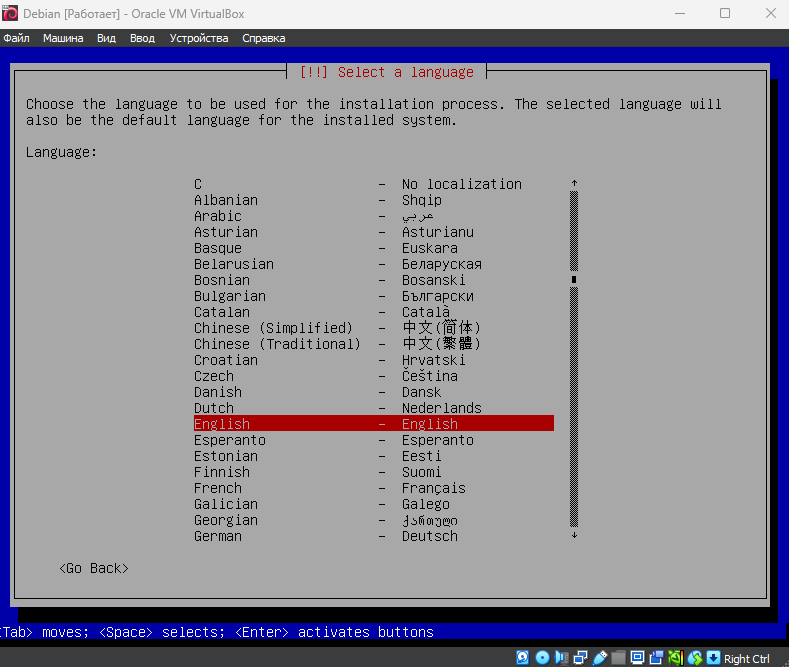 Debian [Работает] - Oracle VM VirtualBox
Файл Машина Вид Ввод Устройства Справка
[!!] Select a language
Choose the language to be used for the installation process. The selected language will
also be the default language for the installed system.
Language:
C - No localization
Albanian - Shqip
Arabic - عربي
Asturian - Asturianu
Basque - Euskara
Belarusian - Беларуская
Bosnian - Bosanski
Bulgarian - Български
Catalan - Català
Chinese (Simplified) - 中文(简体)
Chinese (Traditional) - 中文(繁體)
Croatian - Hrvatski
Czech - Čeština
Danish - Dansk
Dutch - Nederlands
English - English
Esperanto - Esperanto
Estonian - Eesti
Finnish - Suomi
French - Français
Galician - Galego
Georgian - ქართული
German - Deutsch
<Go Back>
<Tab> moves; <Space> selects; <Enter> activates buttons
Right Ctrl